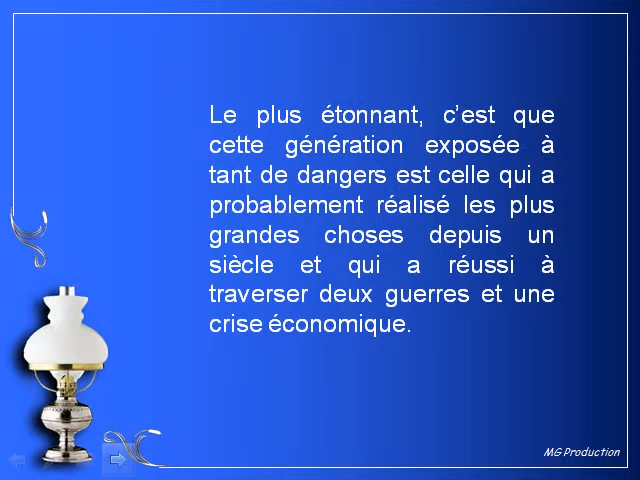 Le plus étonnant, c’est que
cette génération exposée à
tant de dangers est celle qui a
probablement réalisé les plus
grandes choses depuis un
siècle et qui a réussi à
traverser deux guerres et une
crise économique.
MG Production